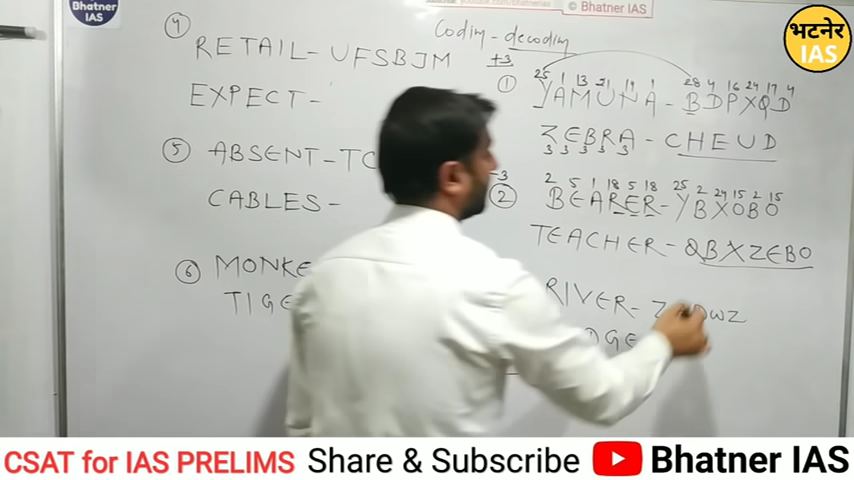 Bhatner
IAS
© Bhatner IAS
भटनेर
IAS
Coding - decoding
④ RETAIL - UFSBJM
EXPECT -
⑤ ABSENT - TC
CABLES -
⑥ MONKE
TIGE
+3
25 1 13 21 14 1 28 4 16 24 17 4
① YAMUNA - BDPXQD
ZEBRA - CHEUD
3 3 3 3 3
-3
2 5 1 18 5 18 25 2 24 15 2 15
② BEARER - YBXOBO
TEACHER - QBXZEBO
RIVER - Z DWZ
OGE
CSAT for IAS PRELIMS Share & Subscribe Bhatner IAS